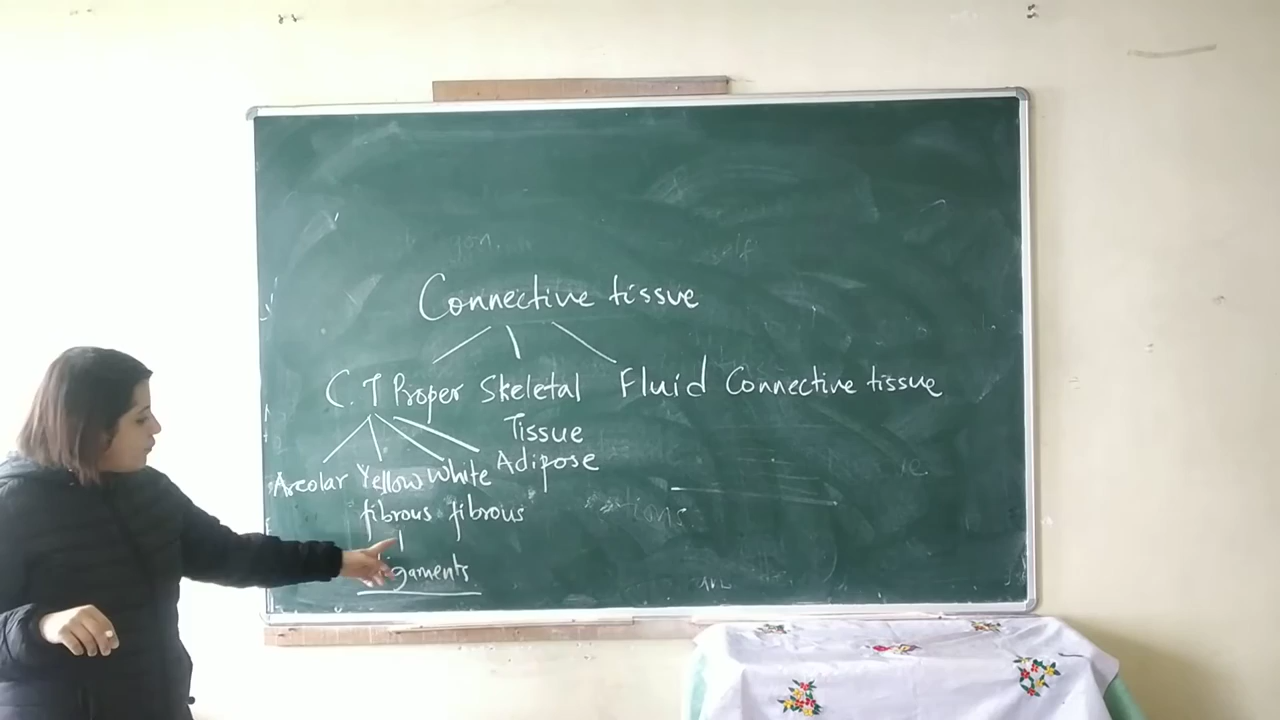 Connective tissue
C.T Proper Skeletal Tissue Fluid Connective tissue
Areolar Yellow fibrous White fibrous Adipose
Ligaments